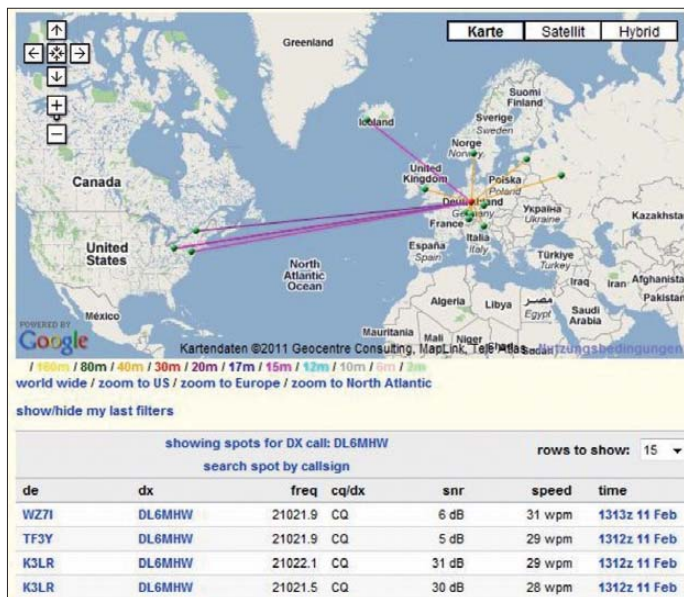 Greenland
Karte Satellit Hybrid
Iceland
Suomi
Finland
Sverige
Sweden
Norge
Norway
United
Kingdom
Polska
Poland
Canada
Deutschland
Germany
Україна
Ukraine
France
Kazakhstan
United
States
Italia
Italy
España
Spain
Türkiye
Turkey
North
Atlantic
Ocean
Iraq
Iran
Afghanistan
Pakistan
Algeria
Libya
مصر
Egypt
Saudi
Arabia
México
Mauritania
Mali
Niger
Sudan
POWERED BY
Google
Kartendaten ©2011 Geocentre Consulting, MapLink, Tele Atlas - Nutzungsbedingungen
/ 160m / 80m / 40m / 30m / 20m / 17m / 15m / 12m / 10m / 6m / 2m
world wide / zoom to US / zoom to Europe / zoom to North Atlantic
show/hide my last filters
showing spots for DX call: DL6MHW
rows to show: 15
search spot by callsign
de dx freq cq/dx snr speed time
WZ7I DL6MHW 21021.9 CQ 6 dB 31 wpm 1313z 11 Feb
TF3Y DL6MHW 21021.9 CQ 5 dB 29 wpm 1312z 11 Feb
K3LR DL6MHW 21022.1 CQ 31 dB 29 wpm 1312z 11 Feb
K3LR DL6MHW 21021.5 CQ 30 dB 28 wpm 1312z 11 Feb